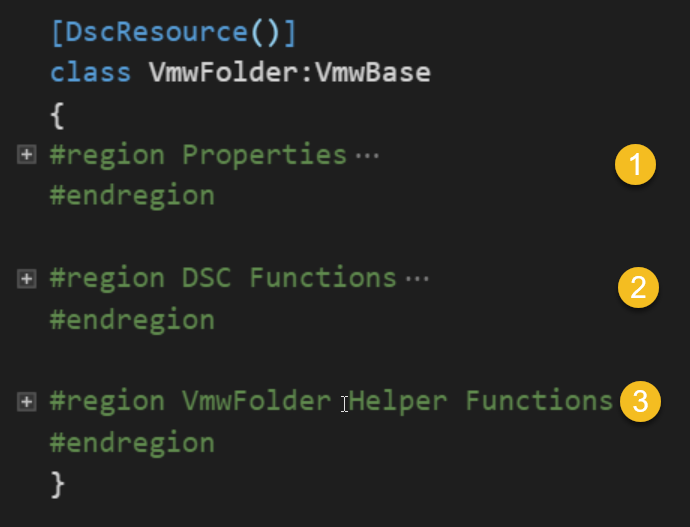 [DscResource()]
class VmwFolder:VmwBase
{
#region Properties ... 1
#endregion
#region DSC Functions ... 2
#endregion
#region VmwFolder Helper Functions 3
#endregion
}